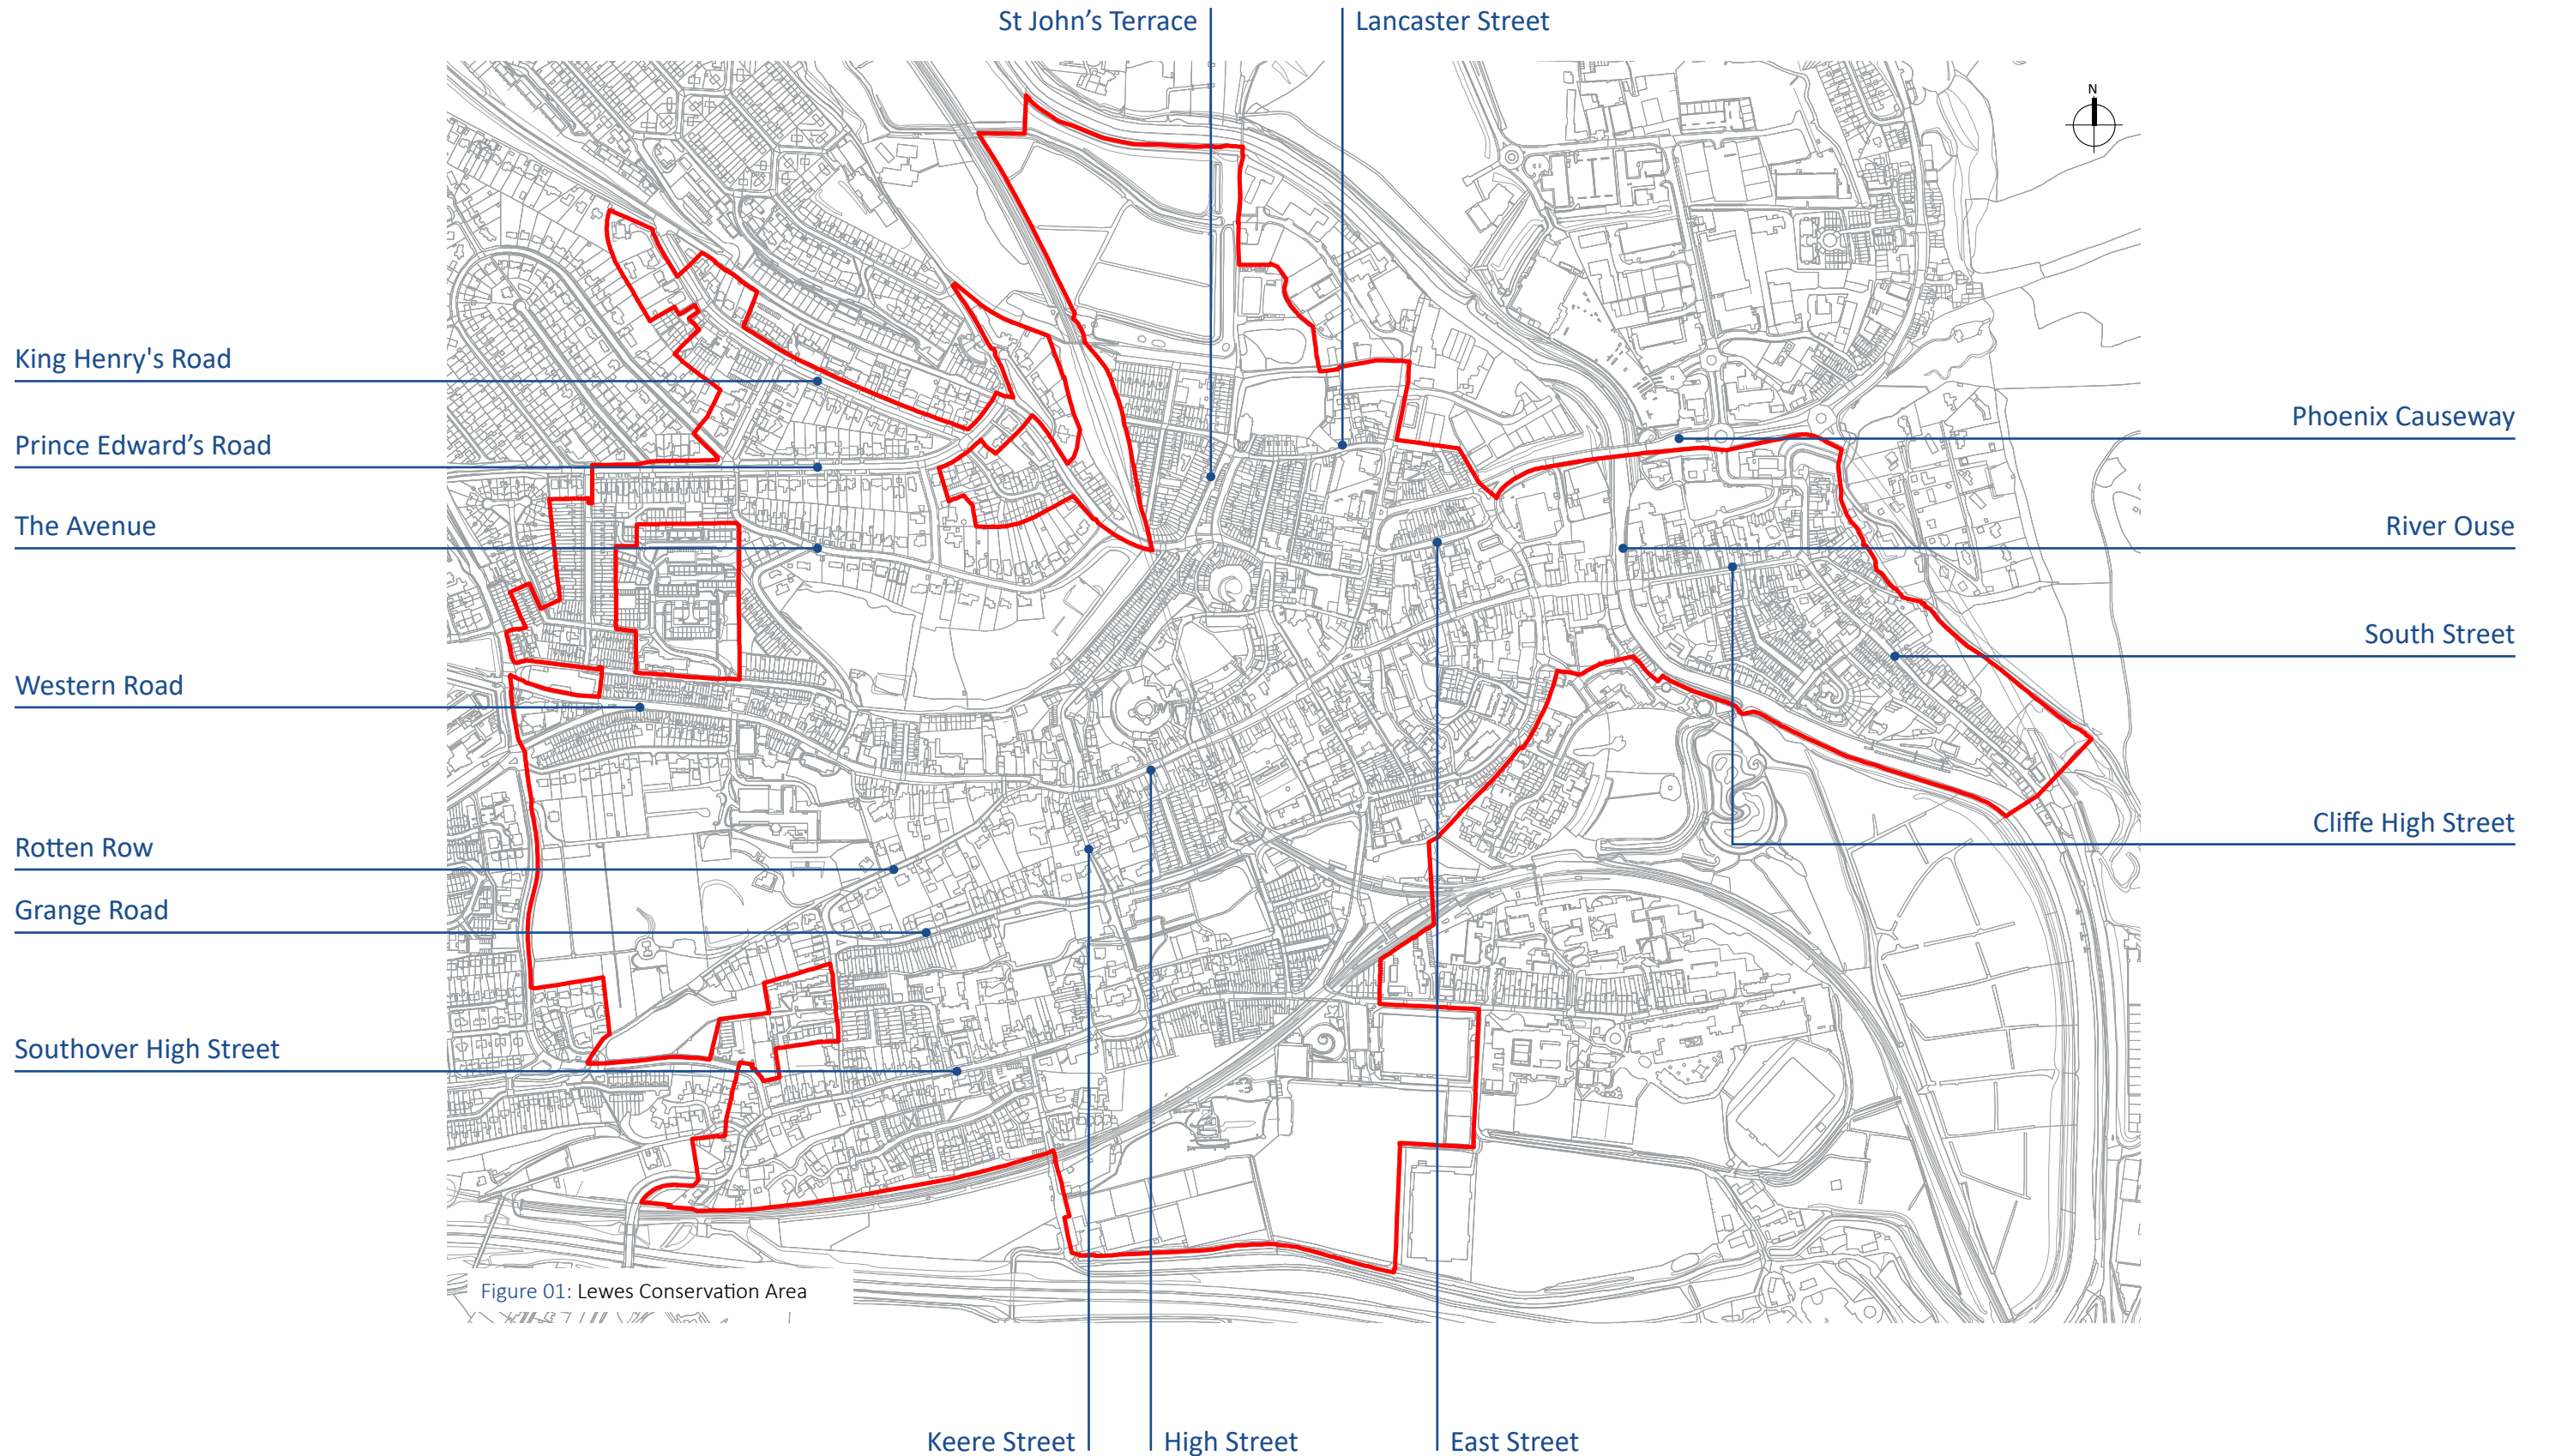 St John’s Terrace
Lancaster Street
N
King Henry's Road
Prince Edward’s Road
The Avenue
Western Road
Rotten Row
Grange Road
Southover High Street
Phoenix Causeway
River Ouse
South Street
Cliffe High Street
Figure 01: Lewes Conservation Area
Keere Street
High Street
East Street